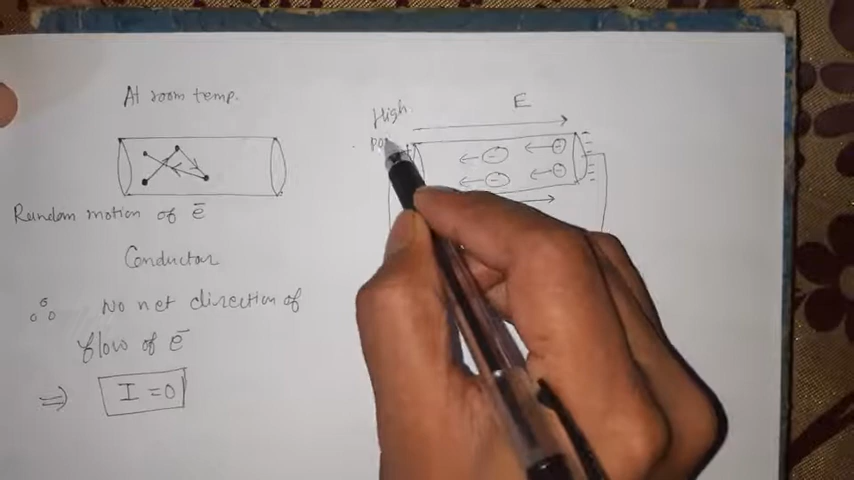 At room temp.
Random motion of ē
Conductor
∴ No net direction of
flow of ē
⇒ I = 0
High
E